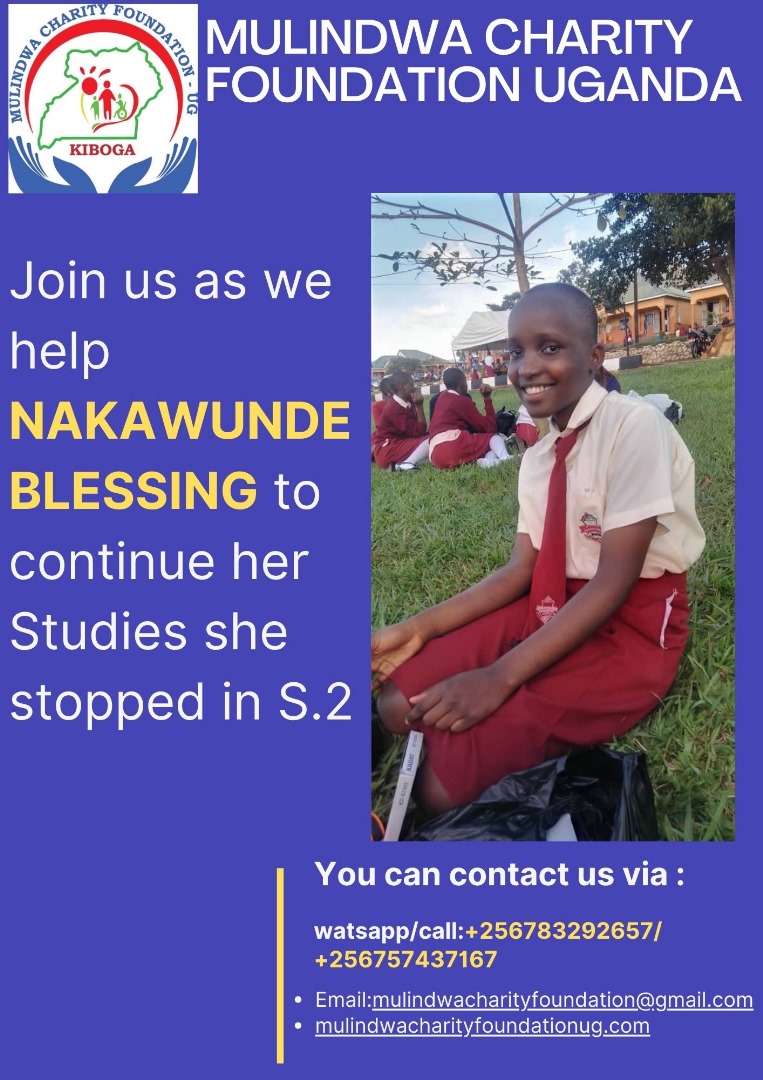 MULINDWA CHARITY FOUNDATION - UG
KIBOGA
MULINDWA CHARITY
FOUNDATION UGANDA
Join us as we
help
NAKAWUNDE
BLESSING to
continue her
Studies she
stopped in S.2
You can contact us via :
watsapp/call:+256783292657/
+256757437167
• Email:mulindwacharityfoundation@gmail.com
• mulindwacharityfoundationug.com